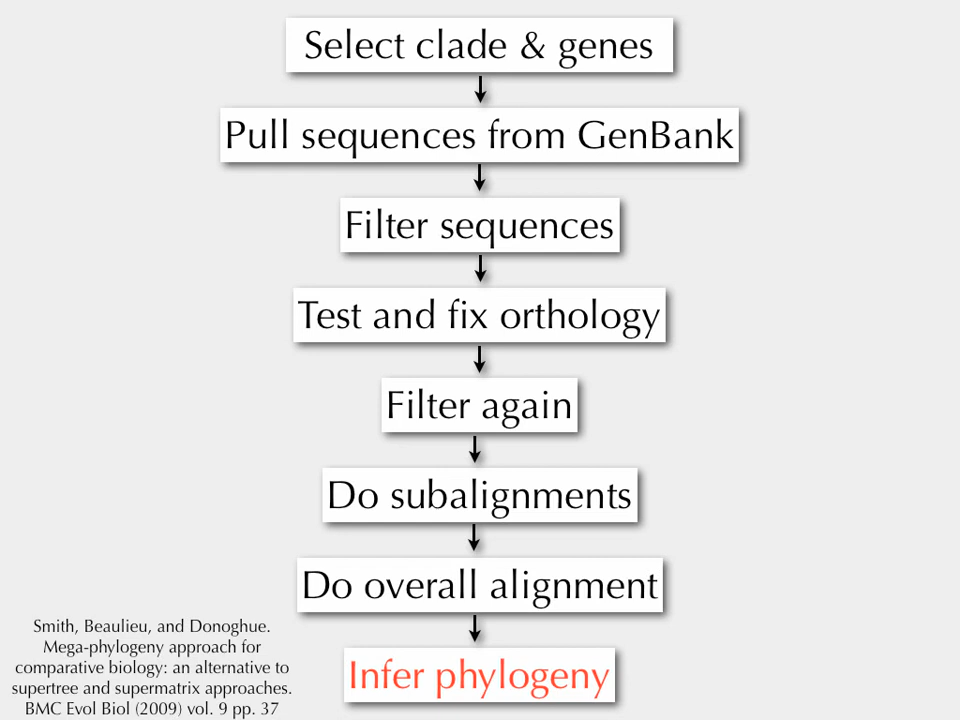 Select clade & genes
Pull sequences from GenBank
Filter sequences
Test and fix orthology
Filter again
Do subalignments
Do overall alignment
Infer phylogeny
Smith, Beaulieu, and Donoghue.
Mega-phylogeny approach for
comparative biology: an alternative to
supertree and supermatrix approaches.
BMC Evol Biol (2009) vol. 9 pp. 37